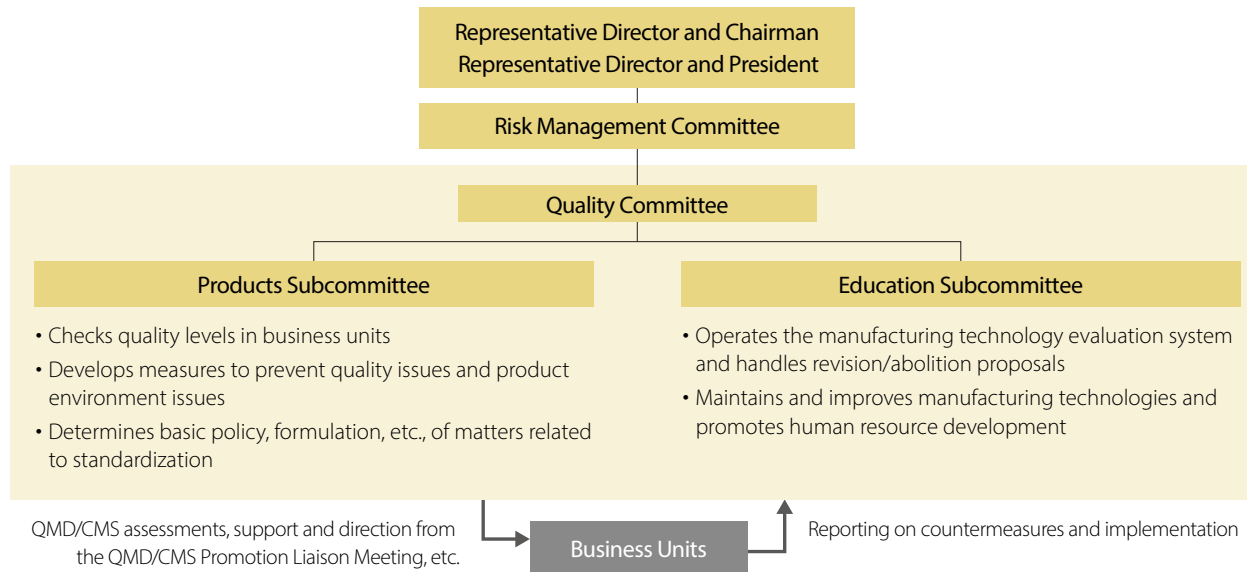 Representative Director and Chairman
Representative Director and President
Risk Management Committee
Quality Committee
Products Subcommittee
• Checks quality levels in business units
• Develops measures to prevent quality issues and product
environment issues
• Determines basic policy, formulation, etc., of matters related
to standardization
Education Subcommittee
• Operates the manufacturing technology evaluation system
and handles revision/abolition proposals
• Maintains and improves manufacturing technologies and
promotes human resource development
QMD/CMS assessments, support and direction from
the QMD/CMS Promotion Liaison Meeting, etc.
Business Units
Reporting on countermeasures and implementation